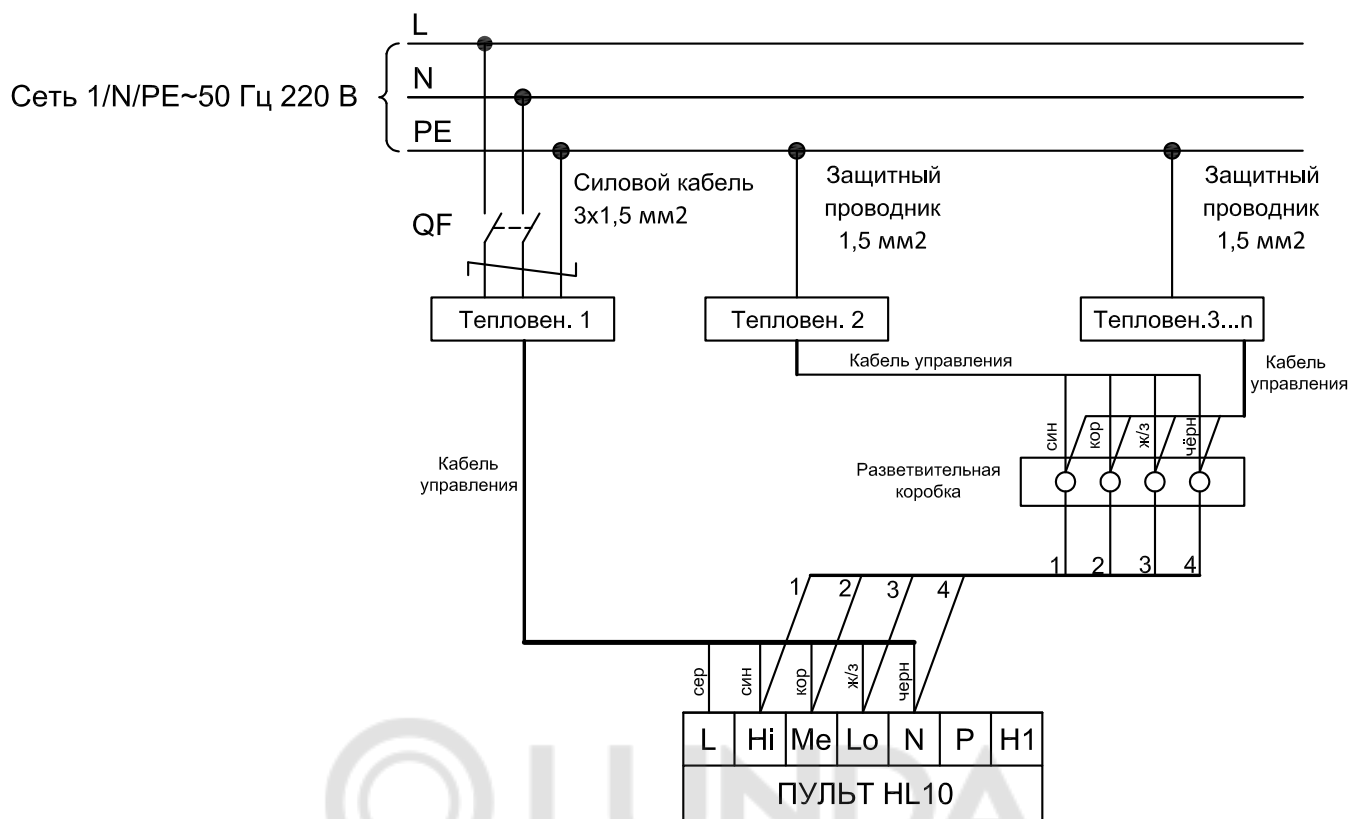 L
Сеть 1/N/PE~50 Гц 220 В
N
PE
Силовой кабель
3х1,5 мм2
Защитный
проводник
1,5 мм2
Защитный
проводник
1,5 мм2
QF
Тепловен. 1
Тепловен. 2
Тепловен.3...n
Кабель управления
Кабель
управления
син
кор
ж/з
чёрн
Кабель
управления
Разветвительная
коробка
1 2 3 4
1 2 3 4
сер
син
кор
ж/з
черн
L Hi Me Lo N P H1
ПУЛЬТ HL10
LUNDA